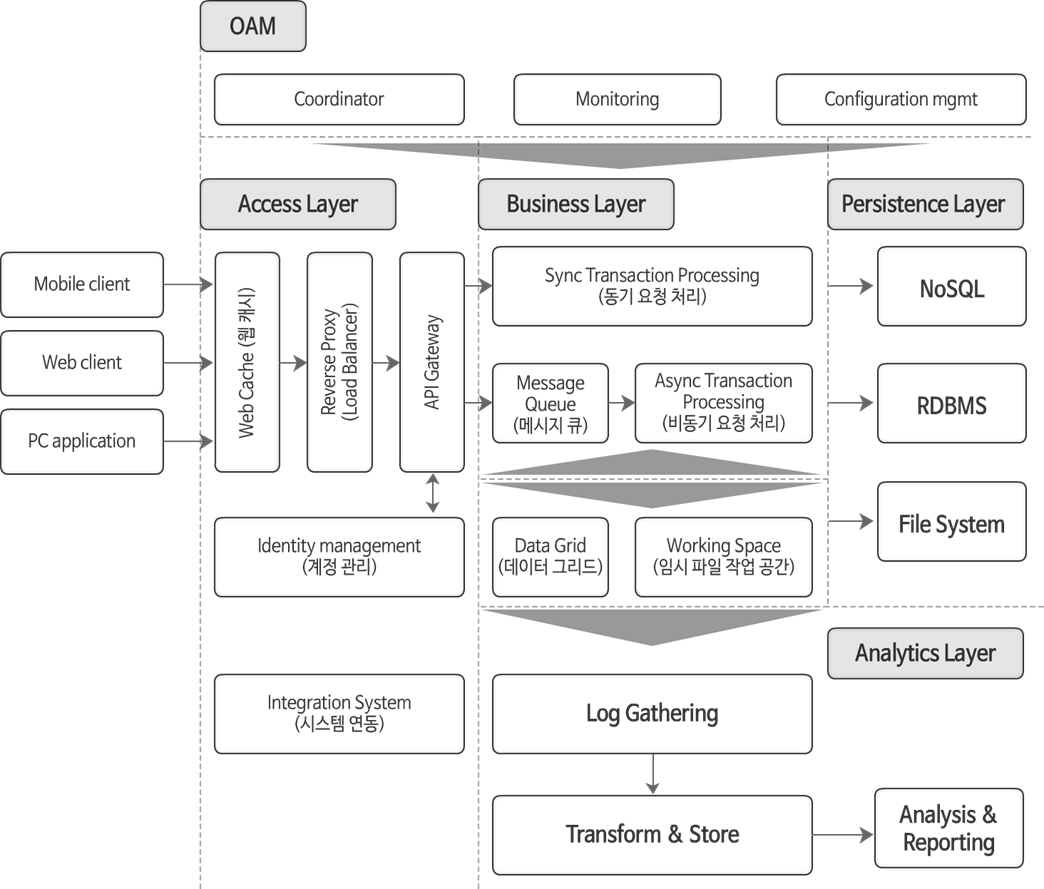 OAM
Coordinator
Monitoring
Configuration mgmt
Access Layer
Business Layer
Persistence Layer
Mobile client
Web client
PC application
Web Cache (웹 캐시)
Reverse Proxy
(Load Balancer)
API Gateway
Sync Transaction Processing
(동기 요청 처리)
Message
Queue
(메시지 큐)
Async Transaction
Processing
(비동기 요청 처리)
NoSQL
RDBMS
File System
Identity management
(계정 관리)
Data Grid
(데이터 그리드)
Working Space
(임시 파일 작업 공간)
Analytics Layer
Integration System
(시스템 연동)
Log Gathering
Transform & Store
Analysis &
Reporting